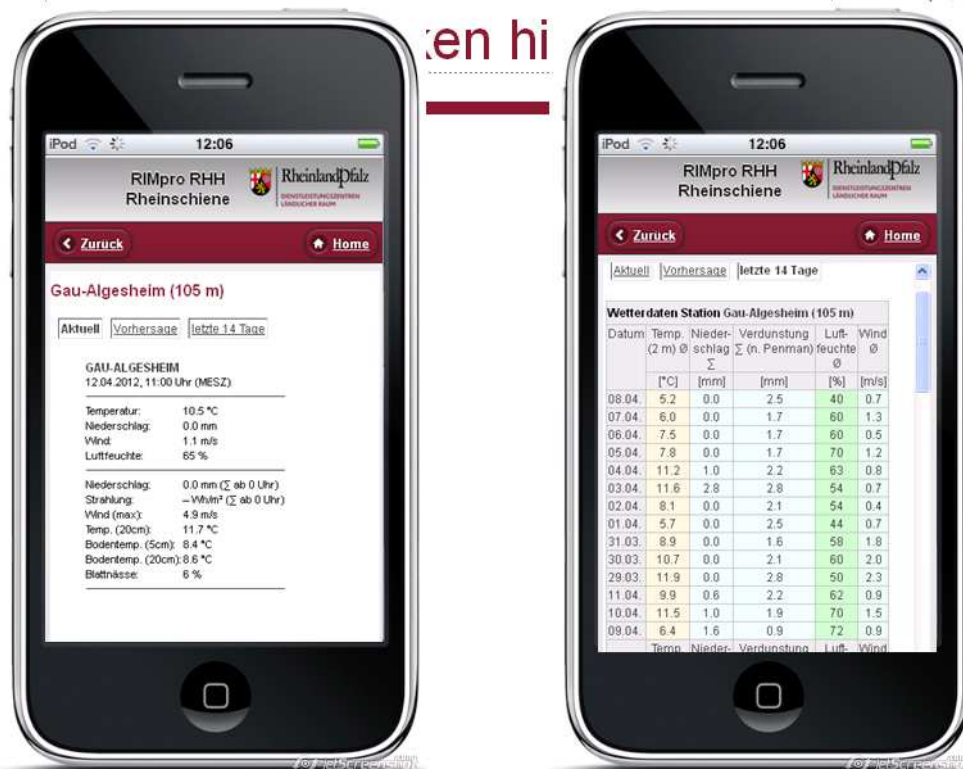 ken hi
iPod 12:06
RIMpro RHH
Rheinschiene
RheinlandPfalz
DIENSTLEISTUNGSZENTREN
LÄNDLICHER RAUM
Zurück Home
Gau-Algesheim (105 m)
Aktuell Vorhersage letzte 14 Tage
GAU-ALGESHEIM
12.04.2012, 11:00 Uhr (MESZ)
Temperatur: 10.5 °C
Niederschlag: 0.0 mm
Wind: 1.1 m/s
Luftfeuchte: 65 %
Niederschlag: 0.0 mm (∑ ab 0 Uhr)
Strahlung: -- Wh/m² (∑ ab 0 Uhr)
Wind (max): 4.9 m/s
Temp. (20cm): 11.7 °C
Bodentemp. (5cm): 8.4 °C
Bodentemp. (20cm): 8.6 °C
Blattnässe: 6 %
iPod 12:06
RIMpro RHH
Rheinschiene
RheinlandPfalz
DIENSTLEISTUNGSZENTREN
LÄNDLICHER RAUM
Zurück Home
Aktuell Vorhersage letzte 14 Tage
Wetterdaten Station Gau-Algesheim (105 m)
Datum Temp. Nieder- Verdunstung Luft- Wind
(2 m) Ø schlag ∑ (n. Penman) feuchte Ø
∑ Ø
[°C] [mm] [mm] [%] [m/s]
08.04. 5.2 0.0 2.5 40 0.7
07.04. 6.0 0.0 1.7 60 1.3
06.04. 7.5 0.0 1.7 60 0.5
05.04. 7.8 0.0 1.7 70 1.2
04.04. 11.2 1.0 2.2 63 0.8
03.04. 11.6 2.8 2.8 54 0.7
02.04. 8.1 0.0 2.1 54 0.4
01.04. 5.7 0.0 2.5 44 0.7
31.03. 8.9 0.0 1.6 58 1.8
30.03. 10.7 0.0 2.1 60 2.0
29.03. 11.9 0.0 2.8 50 2.3
11.04. 9.9 0.6 2.2 62 0.9
10.04. 11.5 1.0 1.9 70 1.5
09.04. 6.4 1.6 0.9 72 0.9
Temp. Nieder- Verdunstung Luft- Wind